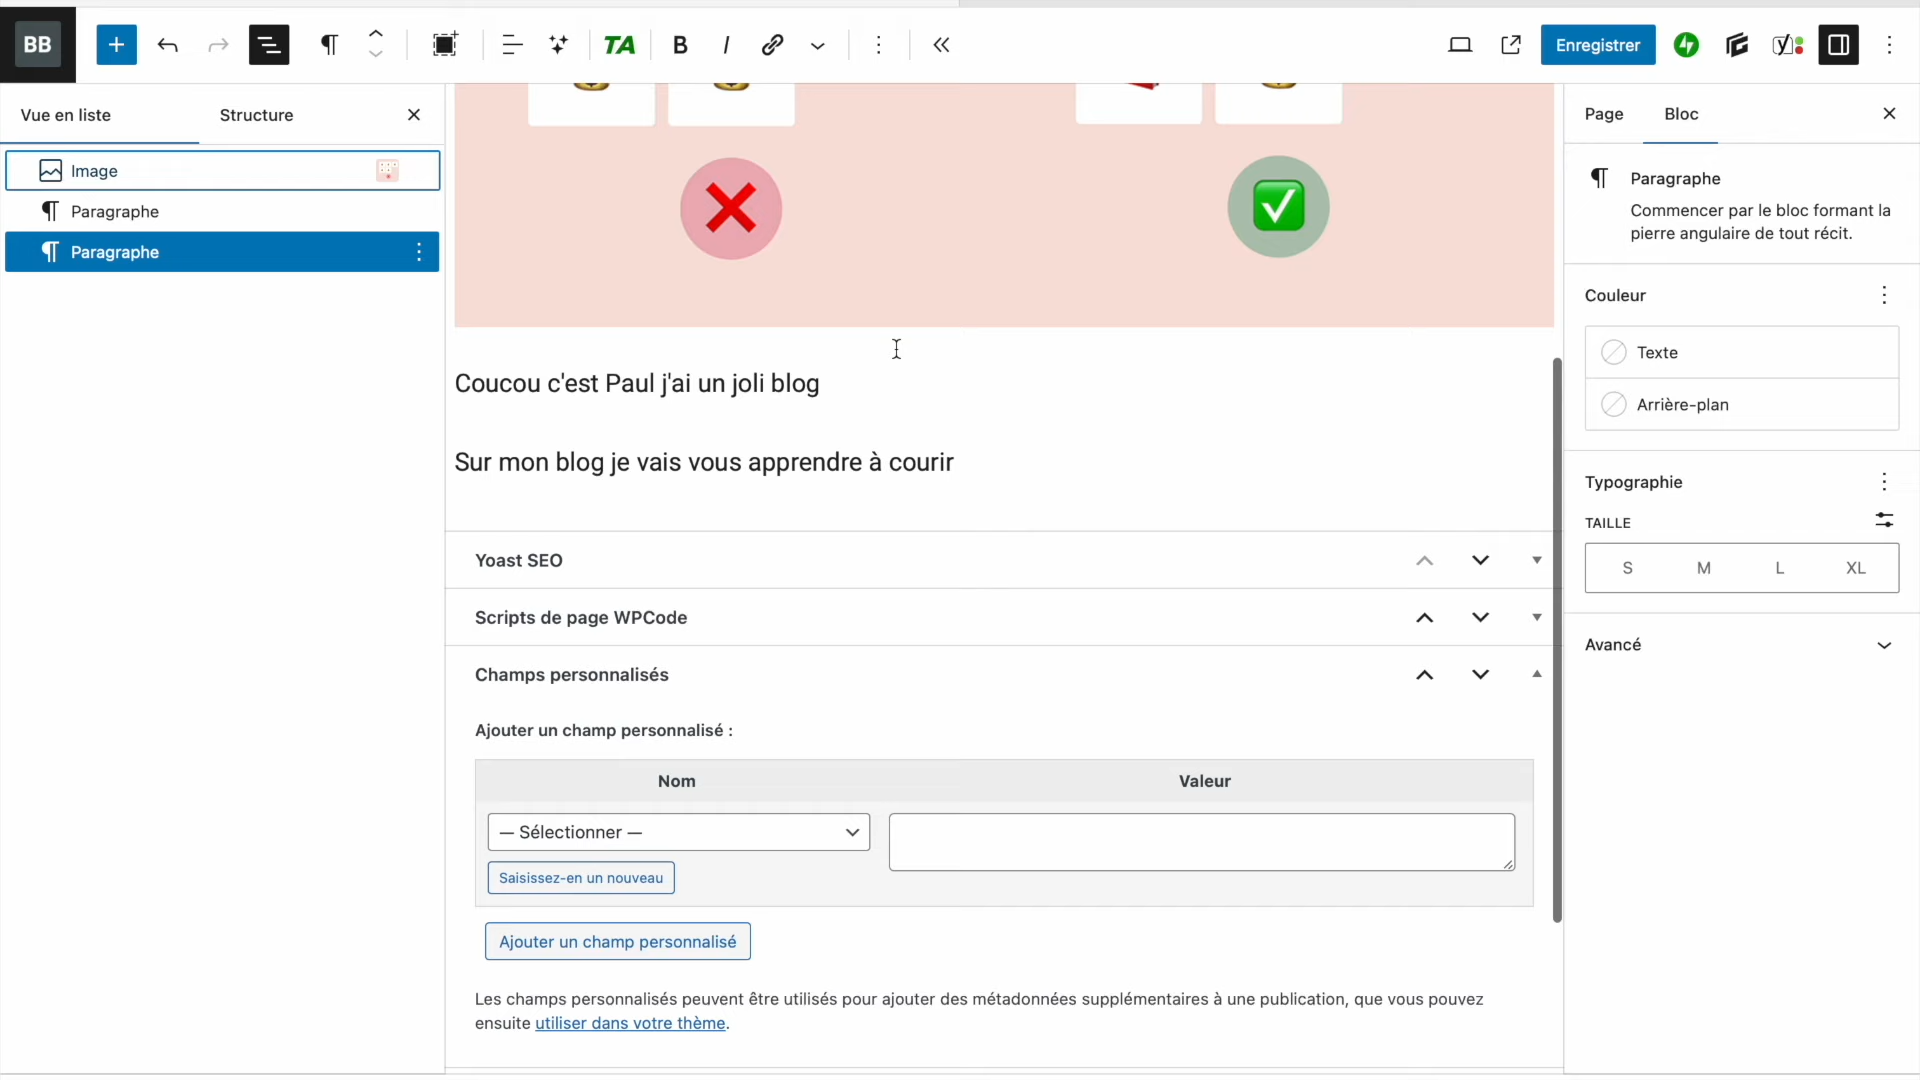 BB
TA
B
I
Enregistrer
Vue en liste
Structure
Image
Paragraphe
Paragraphe
Coucou c'est Paul j'ai un joli blog
Sur mon blog je vais vous apprendre à courir
Yoast SEO
Scripts de page WPCode
Champs personnalisés
Ajouter un champ personnalisé :
Nom
Valeur
— Sélectionner —
Saisissez-en un nouveau
Ajouter un champ personnalisé
Les champs personnalisés peuvent être utilisés pour ajouter des métadonnées supplémentaires à une publication, que vous pouvez
ensuite utiliser dans votre thème.
Page
Bloc
Paragraphe
Commencer par le bloc formant la
pierre angulaire de tout récit.
Couleur
Texte
Arrière-plan
Typographie
TAILLE
S M L XL
Avancé